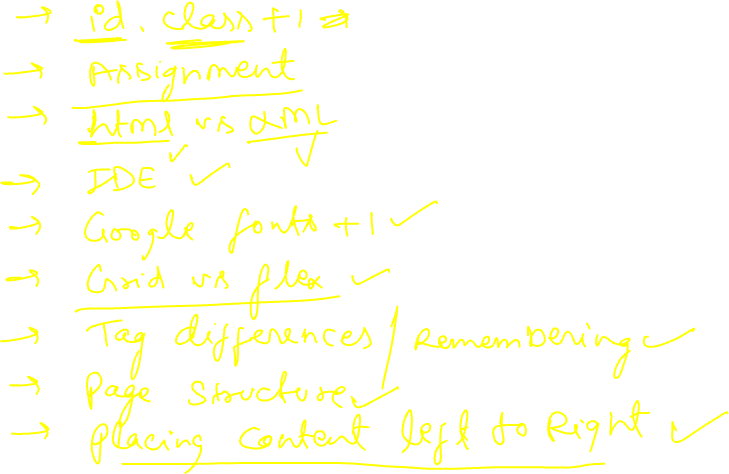 → id. class +1
→ Assignment
→ html vs XML
→ IDE ✓
→ Google fonts +1 ✓
→ Grid vs flex ✓
→ Tag differences / Remembering ✓
→ Page Structure ✓
→ Placing Content left to Right ✓